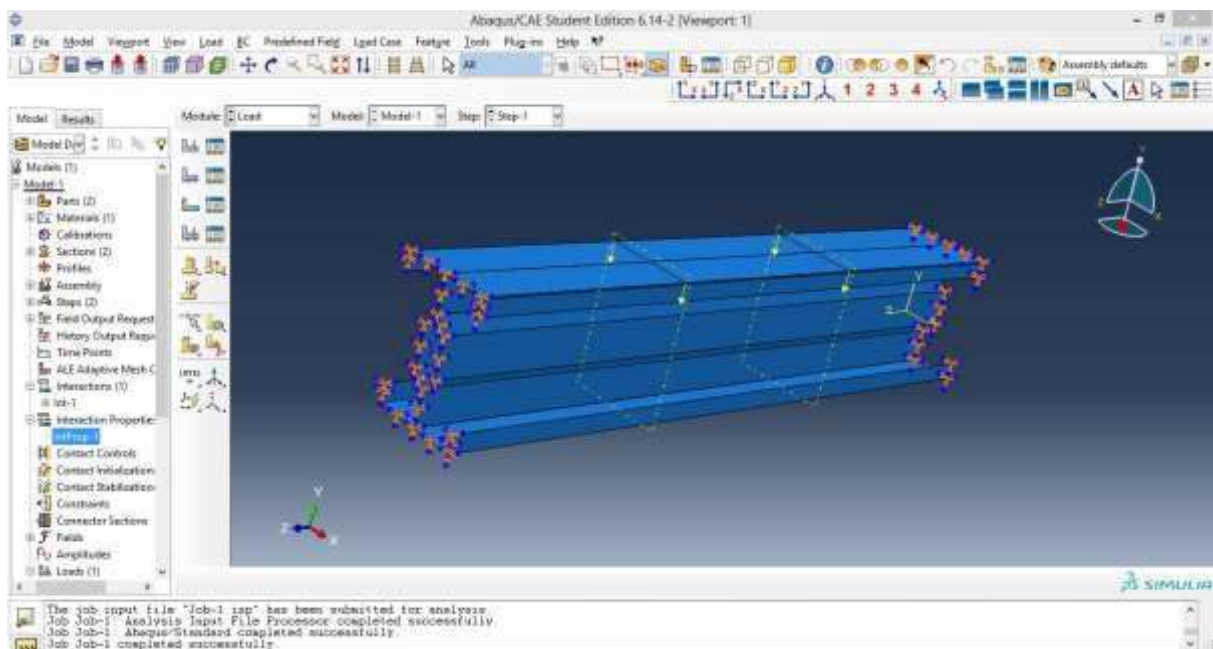 Abaqus/CAE Student Edition 6.14-2 [Viewport: 1]
File Model Viewport View Load BC Predefined Field Load Case Feature Tools Plug-ins Help
All
Assembly defaults
1 2 3 4
Model Results
Module: Load Model: Model-1 Step: Step-1
Models (1)
Model-1
Parts (2)
Materials (1)
Calibrations
Sections (2)
Profiles
Assembly
Steps (2)
Field Output Request
History Output Requ
Time Points
ALE Adaptive Mesh C
Interactions (1)
Int-1
Interaction Propertie
IntProp-1
Contact Controls
Contact Initialization
Contact Stabilization
Constraints
Connector Sections
Fields
Amplitudes
Loads (1)
Y
Z
X
Y
Z
Y
Z
X
SIMULIA
The job input file "Job-1.inp" has been submitted for analysis.
Job Job-1: Analysis Input File Processor completed successfully.
Job Job-1: Abaqus/Standard completed successfully.
Job Job-1 completed successfully.